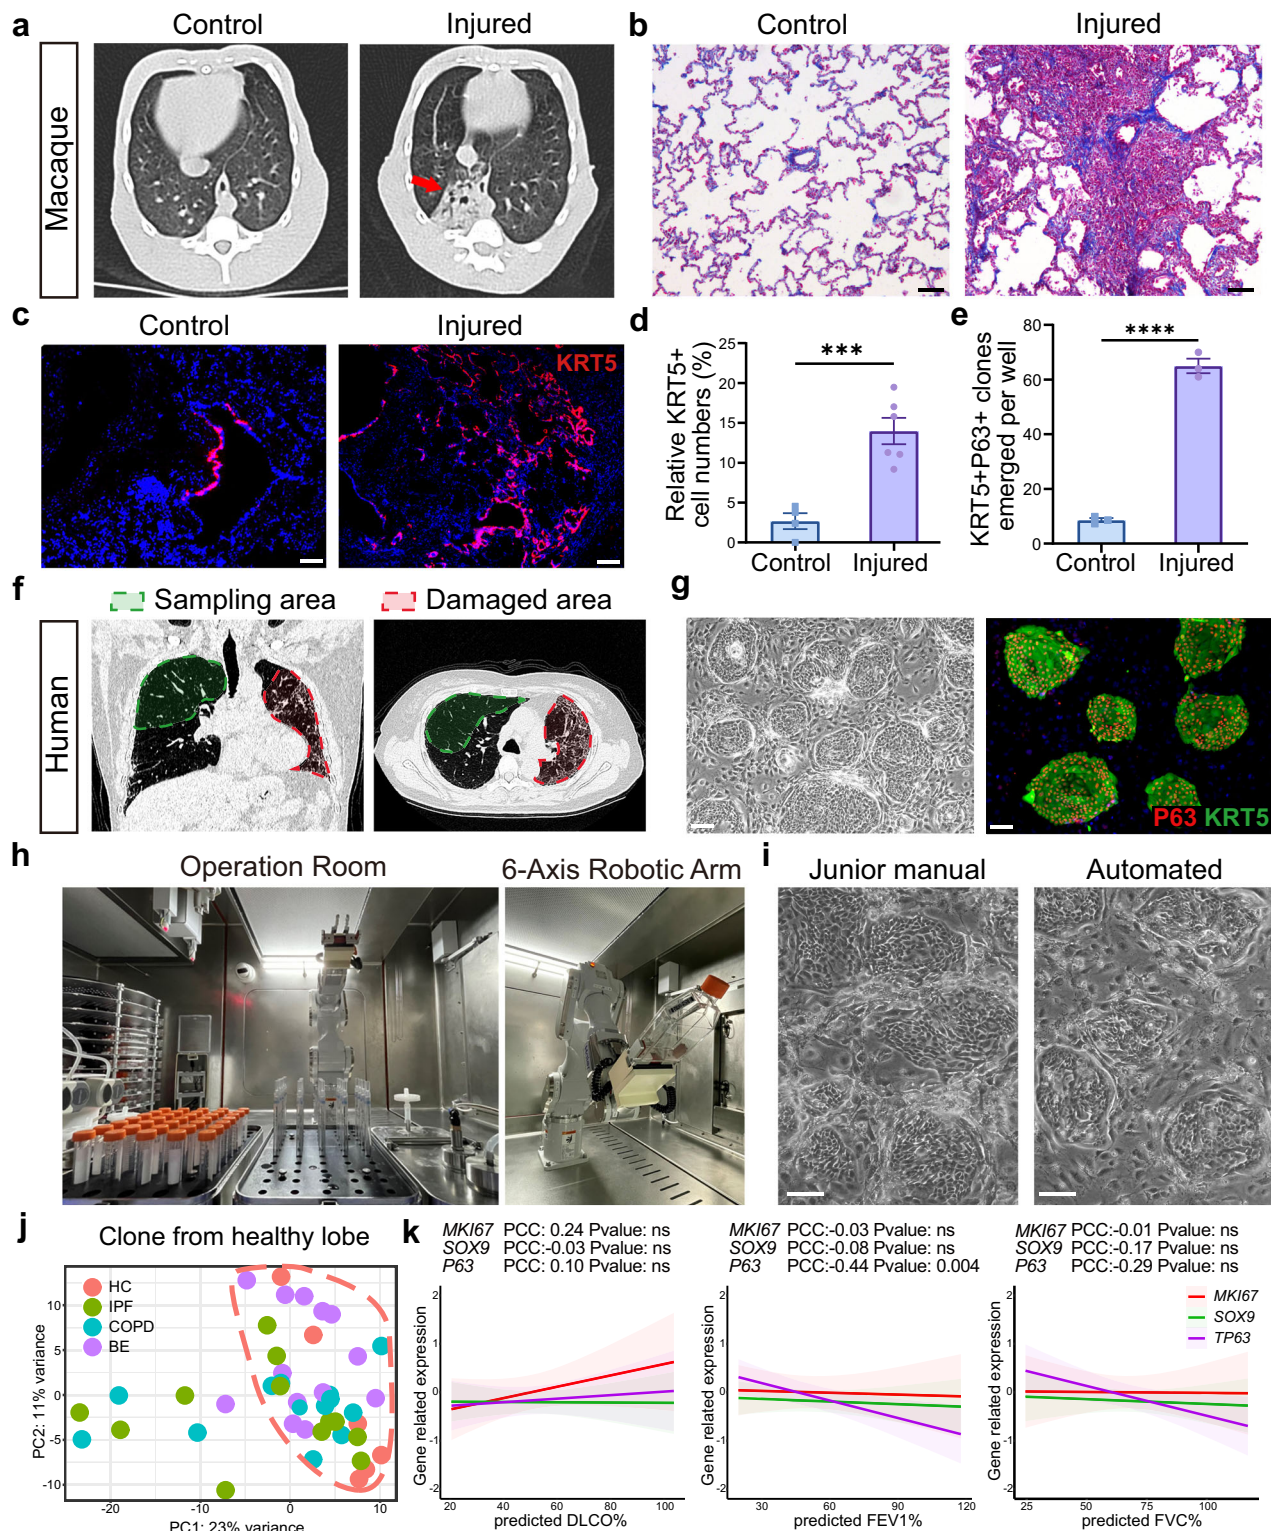 a
Control
Injured
b
Control
Injured
Macaque
c
Control
Injured
KRT5
d
Relative KRT5+
cell numbers (%)
25
20
15
10
5
0
***
Control
Injured
e
KRT5+P63+ clones
emerged per well
80
60
40
20
0
****
Control
Injured
f
Sampling area
Damaged area
Human
g
P63 KRT5
h
Operation Room
6-Axis Robotic Arm
i
Junior manual
Automated
j
Clone from healthy lobe
HC
IPF
COPD
BE
PC2: 11% variance
10
5
0
-5
-10
-20
-10
0
10
PC1: 23% variance
k
MKI67 PCC: 0.24 Pvalue: ns
SOX9 PCC:-0.03 Pvalue: ns
P63 PCC: 0.10 Pvalue: ns
Gene related expression
2
1
0
-1
-2
20
40
60
80
100
predicted DLCO%
MKI67 PCC:-0.03 Pvalue: ns
SOX9 PCC:-0.08 Pvalue: ns
P63 PCC:-0.44 Pvalue: 0.004
Gene related expression
2
1
0
-1
-2
30
60
90
120
predicted FEV1%
MKI67 PCC:-0.01 Pvalue: ns
SOX9 PCC:-0.17 Pvalue: ns
P63 PCC:-0.29 Pvalue: ns
MKI67
SOX9
TP63
Gene related expression
2
1
0
-1
-2
25
50
75
100
predicted FVC%